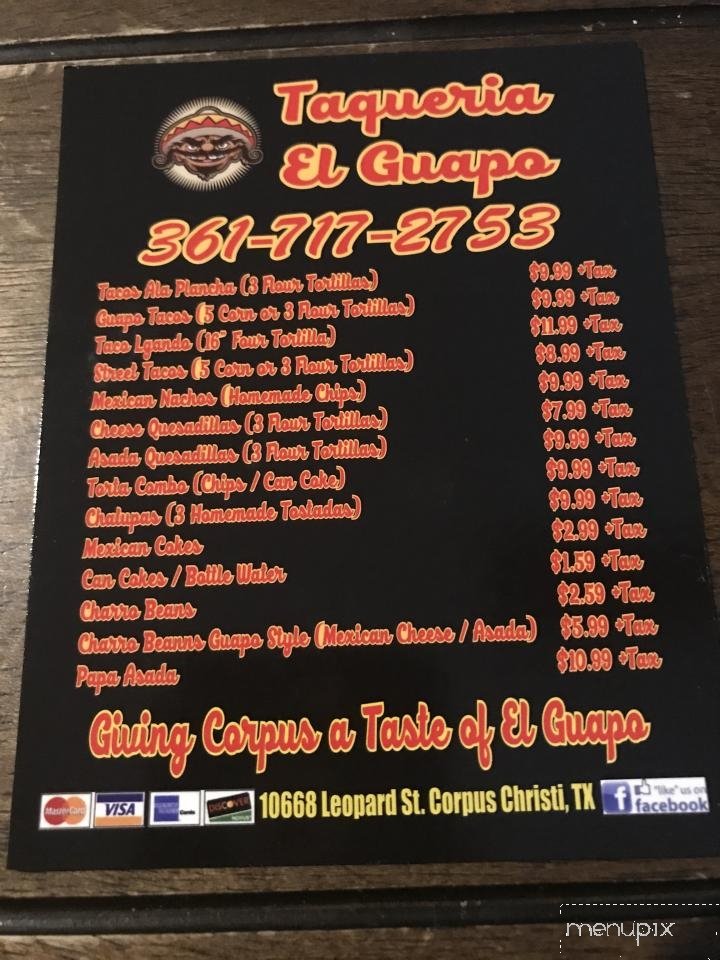 Taqueria
El Guapo
361-717-2753
Tacos Ala Plancha (3 Flour Tortillas) $9.99 +Tax
Guapo Tacos (5 Corn or 3 Flour Tortillas) $9.99 +Tax
Taco Lgando (16" Four Tortilla) $11.99 +Tax
Street Tacos (5 Corn or 3 Flour Tortillas) $8.99 +Tax
Mexican Nachos (Homemade Chips) $9.99 +Tax
Cheese Quesadillas (3 Flour Tortillas) $7.99 +Tax
Asada Quesadillas (3 Flour Tortillas) $9.99 +Tax
Torta Combo (Chips / Can Coke) $9.99 +Tax
Chalupas (3 Homemade Tostadas) $9.99 +Tax
Mexican Cokes $2.99 +Tax
Can Cokes / Bottle Water $1.59 +Tax
Charro Beans $2.59 +Tax
Charro Beanns Guapo Style (Mexican Cheese / Asada) $5.99 +Tax
Papa Asada $10.99 +Tax
Giving Corpus a Taste of El Guapo
MasterCard VISA DISCOVER 10668 Leopard St. Corpus Christi, TX f "like" us on facebook
menupix